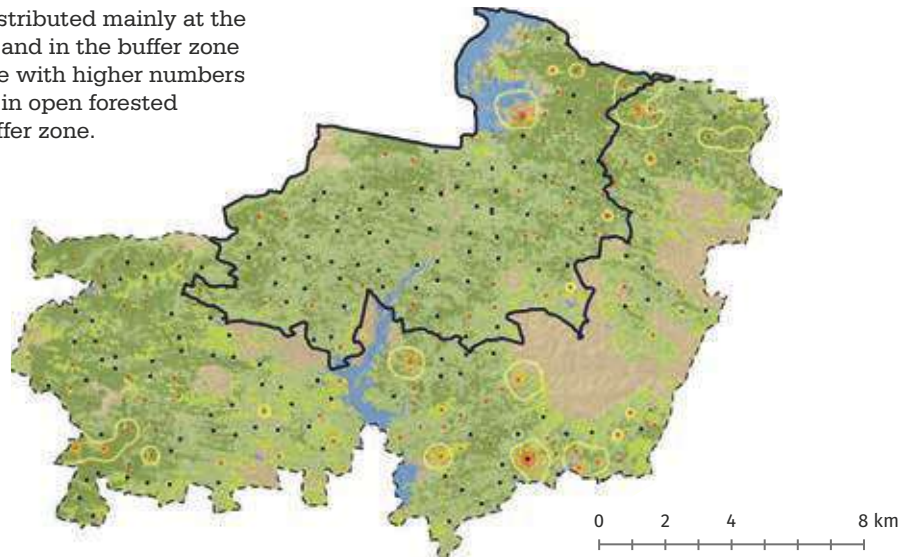 stributed mainly at the
and in the buffer zone
e with higher numbers
in open forested
ffer zone.
0 2 4 8 km